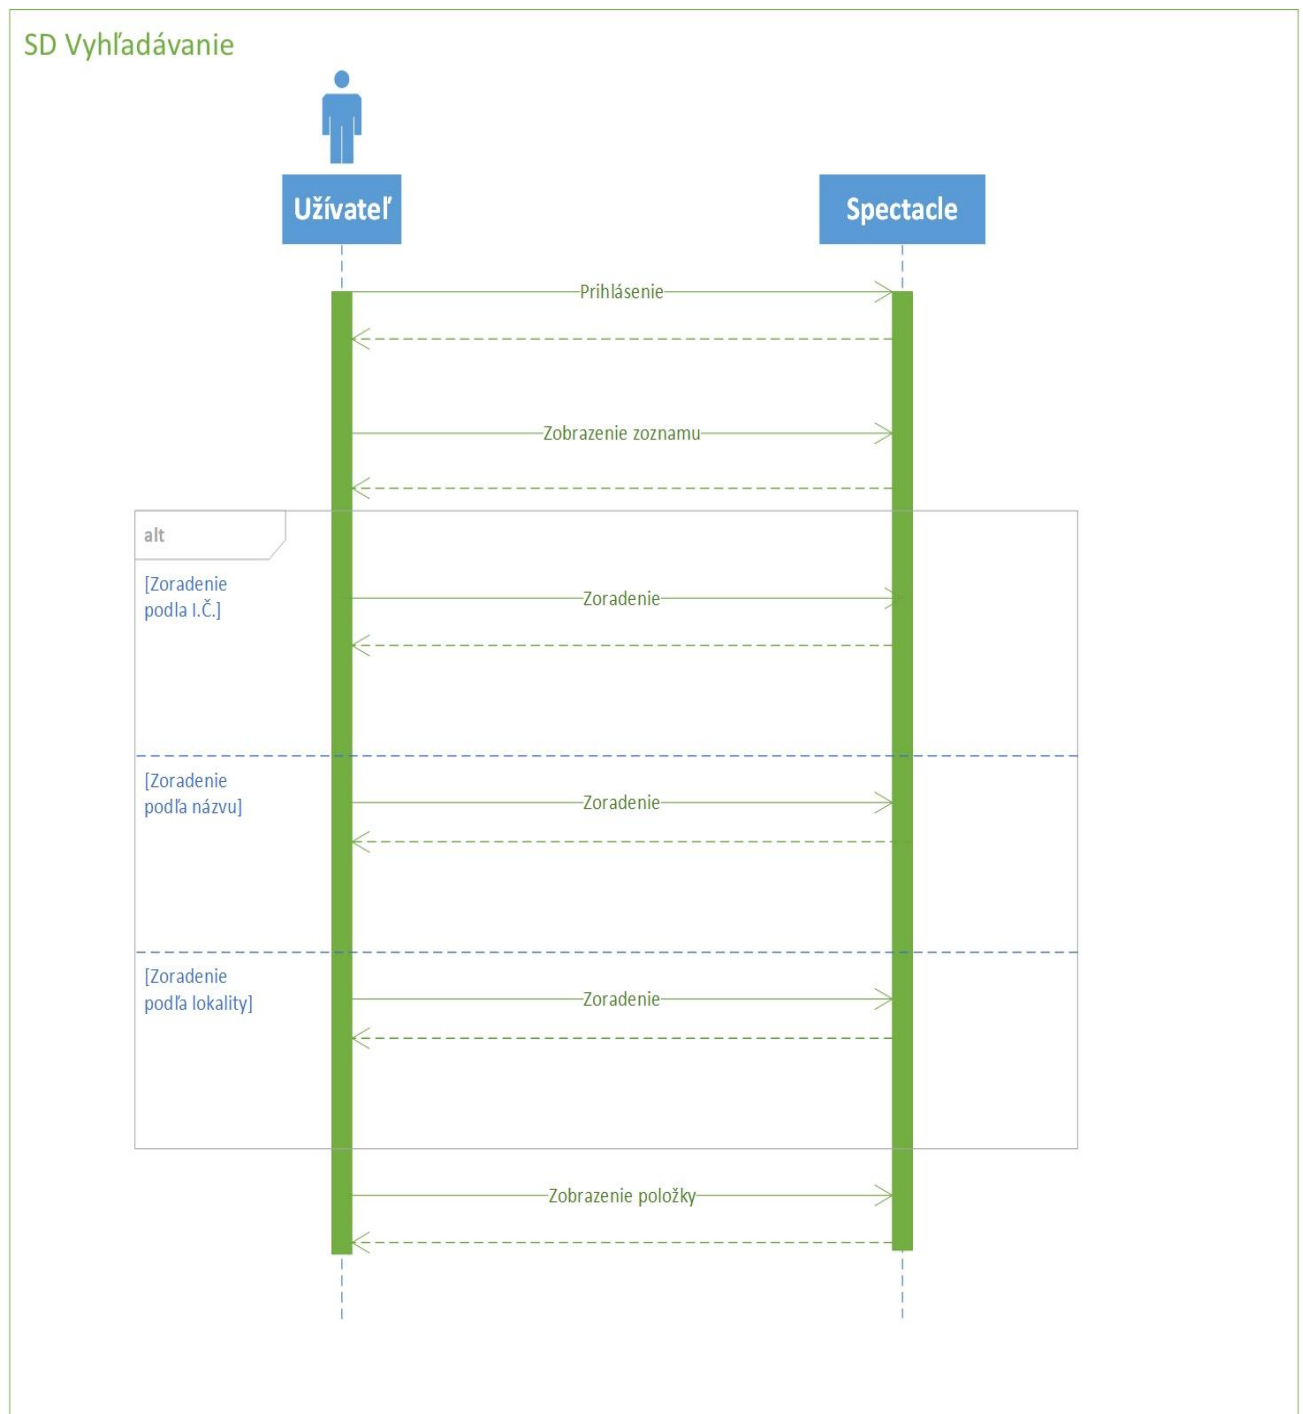 SD Vyhľadávanie
Užívateľ
Spectacle
Prihlásenie
Zobrazenie zoznamu
alt
[Zoradenie
podla I.Č.]
Zoradenie
[Zoradenie
podľa názvu]
Zoradenie
[Zoradenie
podľa lokality]
Zoradenie
Zobrazenie položky